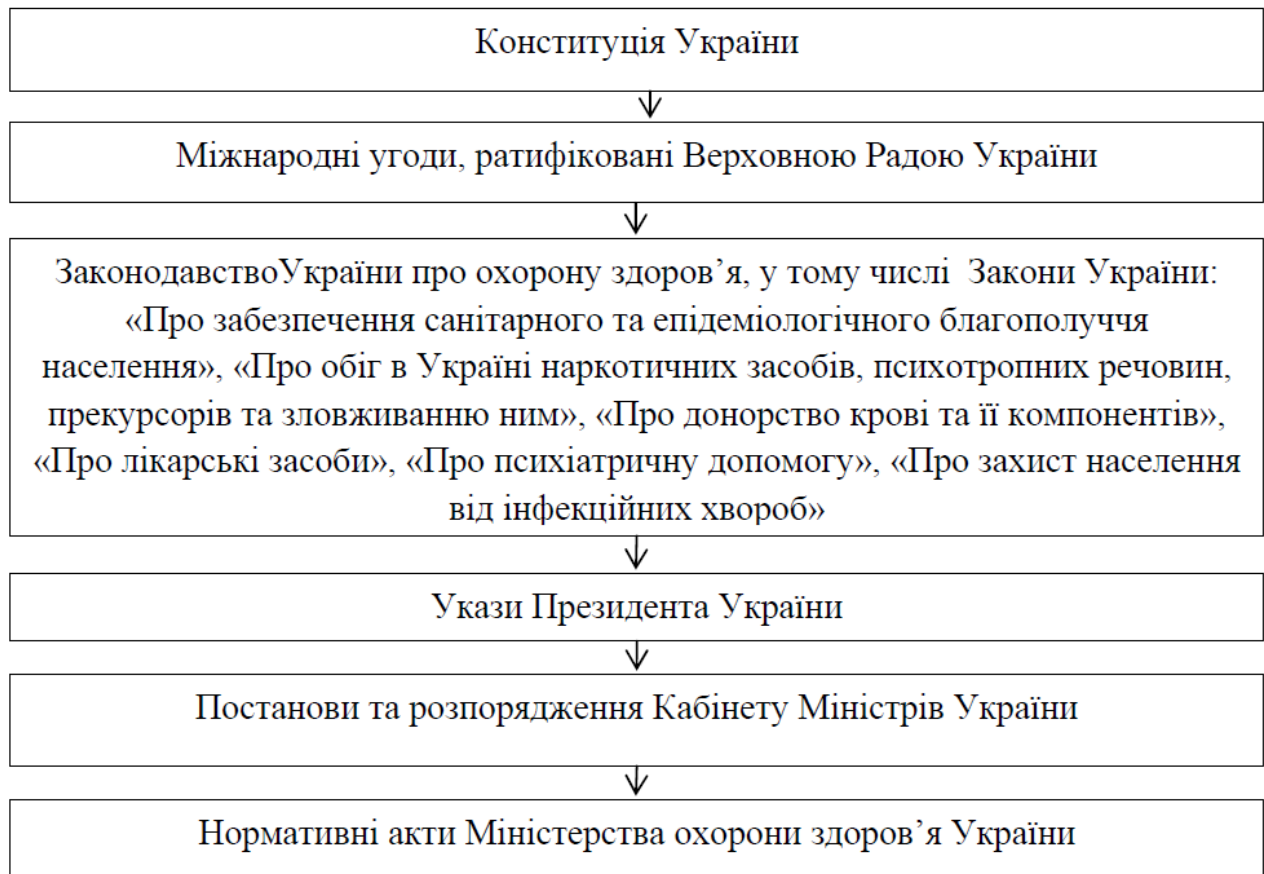 Конституція України
Міжнародні угоди, ратифіковані Верховною Радою України
ЗаконодавствоУкраїни про охорону здоров’я, у тому числі Закони України:
«Про забезпечення санітарного та епідеміологічного благополуччя
населення», «Про обіг в Україні наркотичних засобів, психотропних речовин,
прекурсорів та зловживанню ним», «Про донорство крові та її компонентів»,
«Про лікарські засоби», «Про психіатричну допомогу», «Про захист населення
від інфекційних хвороб»
Укази Президента України
Постанови та розпорядження Кабінету Міністрів України
Нормативні акти Міністерства охорони здоров’я України